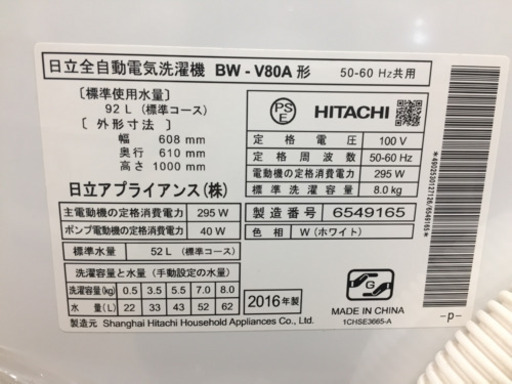 日立全自動電気洗濯機 BW - V80A 形 50-60 Hz共用
〔標準使用水量〕
92 L (標準コース)
〔外形寸法〕
幅 608 mm
奥行 610 mm
高さ 1000 mm
日立アプライアンス(株)
PS
E
HITACHI
定格電圧 100 V
定格周波数 50-60 Hz
電動機の定格消費電力 295 W
標準洗濯容量 8.0 kg
主電動機の定格消費電力 295 W
ポンプ電動機の定格消費電力 40 W
製造番号 6549165
標準水量 52 L (標準コース)
色相 W (ホワイト)
洗濯容量と水量 (手動設定の水量)
洗濯容量(kg) 0.5 3.5 5.5 7.0 8.0
水量(L) 22 33 43 52 62
2016年製
G
MADE IN CHINA
1CHSE3665-A
製造元 Shanghai Hitachi Household Appliances Co., Ltd.
-p-